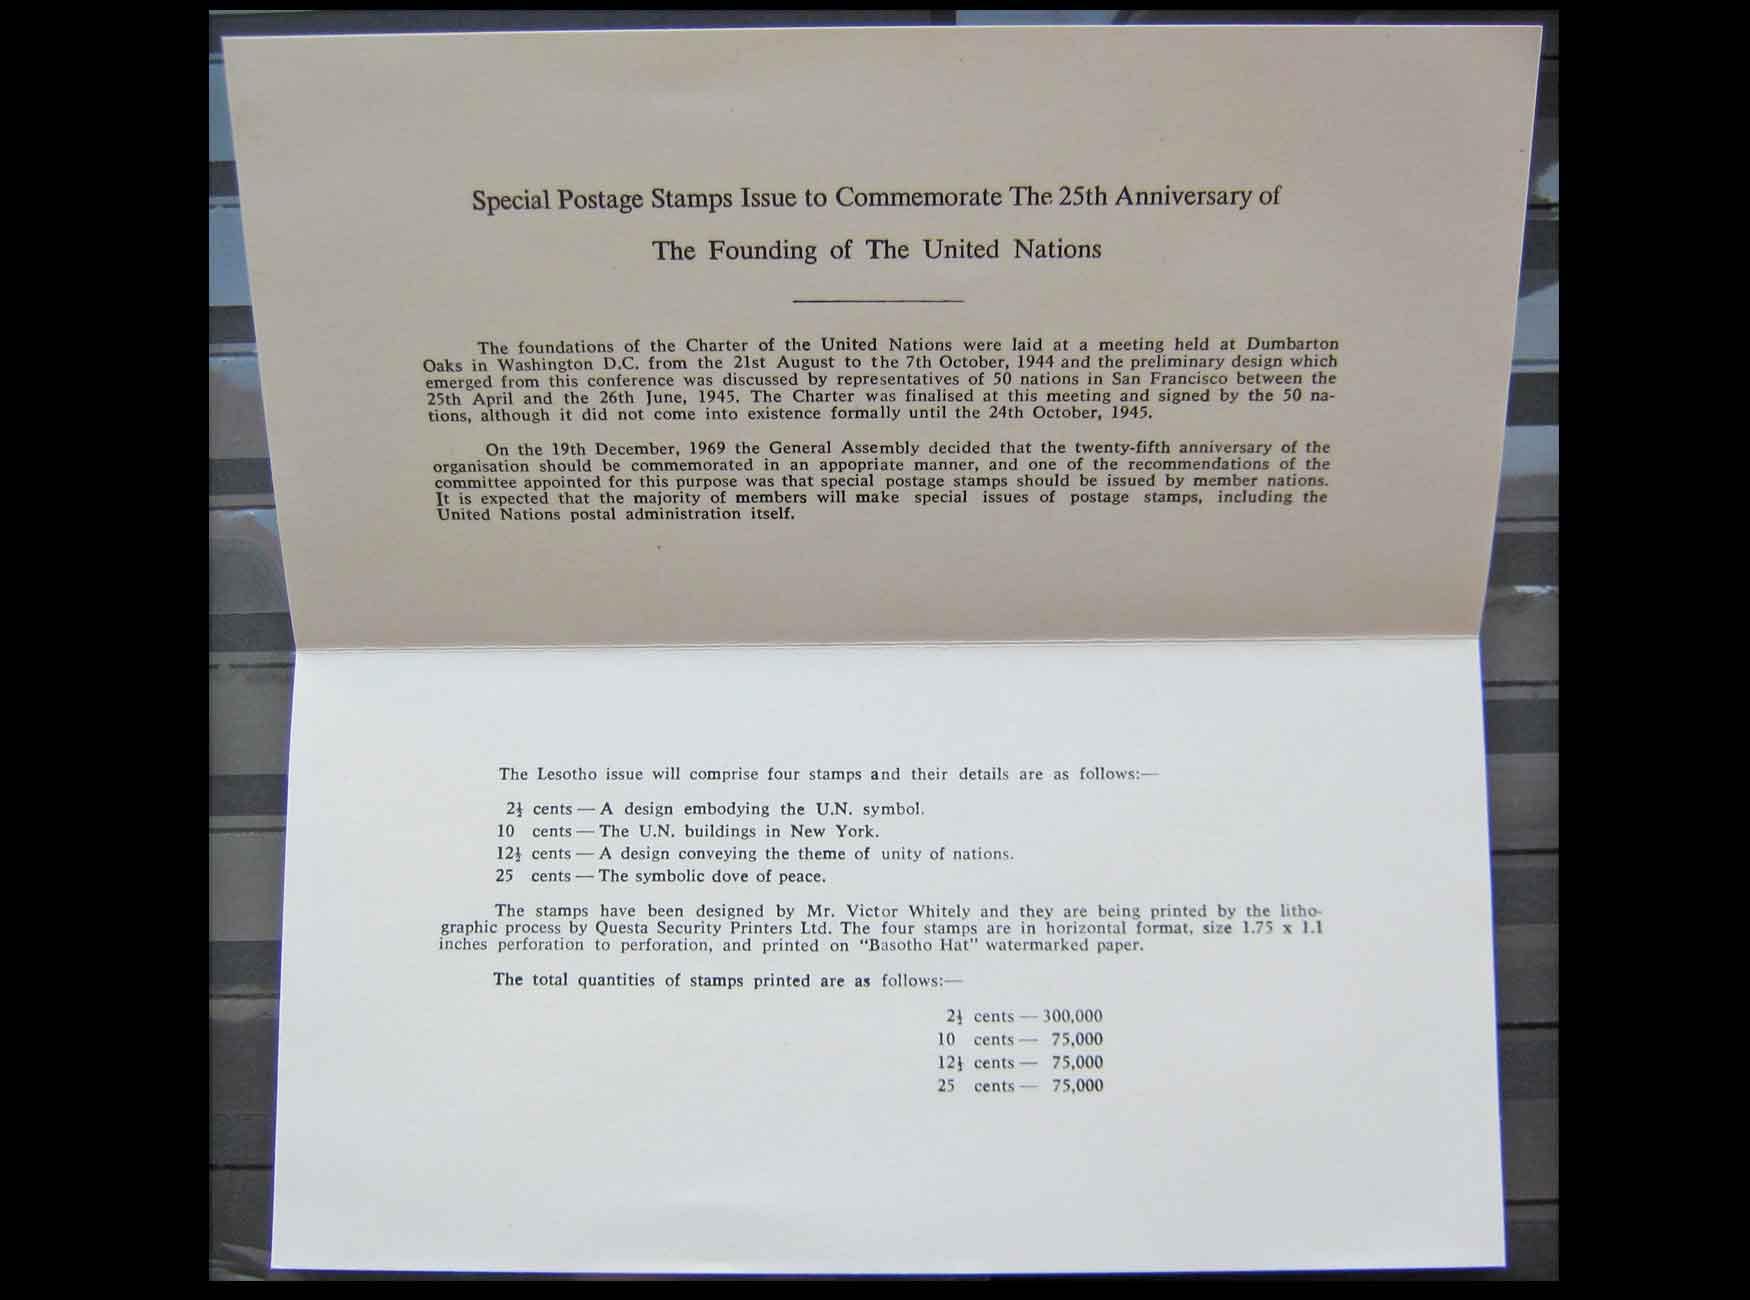 Special Postage Stamps Issue to Commemorate The 25th Anniversary of
The Founding of The United Nations
The foundations of the Charter of the United Nations were laid at a meeting held at Dumbarton
Oaks in Washington D.C. from the 21st August to the 7th October, 1944 and the preliminary design which
emerged from this conference was discussed by representatives of 50 nations in San Francisco between the
25th April and the 26th June, 1945. The Charter was finalised at this meeting and signed by the 50 na-
tions, although it did not come into existence formally until the 24th October, 1945.
On the 19th December, 1969 the General Assembly decided that the twenty-fifth anniversary of the
organisation should be commemorated in an appopriate manner, and one of the recommendations of the
committee appointed for this purpose was that special postage stamps should be issued by member nations.
It is expected that the majority of members will make special issues of postage stamps, including the
United Nations postal administration itself.
The Lesotho issue will comprise four stamps and their details are as follows:—
2½ cents — A design embodying the U.N. symbol.
10 cents — The U.N. buildings in New York.
12½ cents — A design conveying the theme of unity of nations.
25 cents — The symbolic dove of peace.
The stamps have been designed by Mr. Victor Whitely and they are being printed by the litho-
graphic process by Questa Security Printers Ltd. The four stamps are in horizontal format, size 1.75 x 1.1
inches perforation to perforation, and printed on "Basotho Hat" watermarked paper.
The total quantities of stamps printed are as follows:—
2½ cents — 300,000
10 cents — 75,000
12½ cents — 75,000
25 cents — 75,000